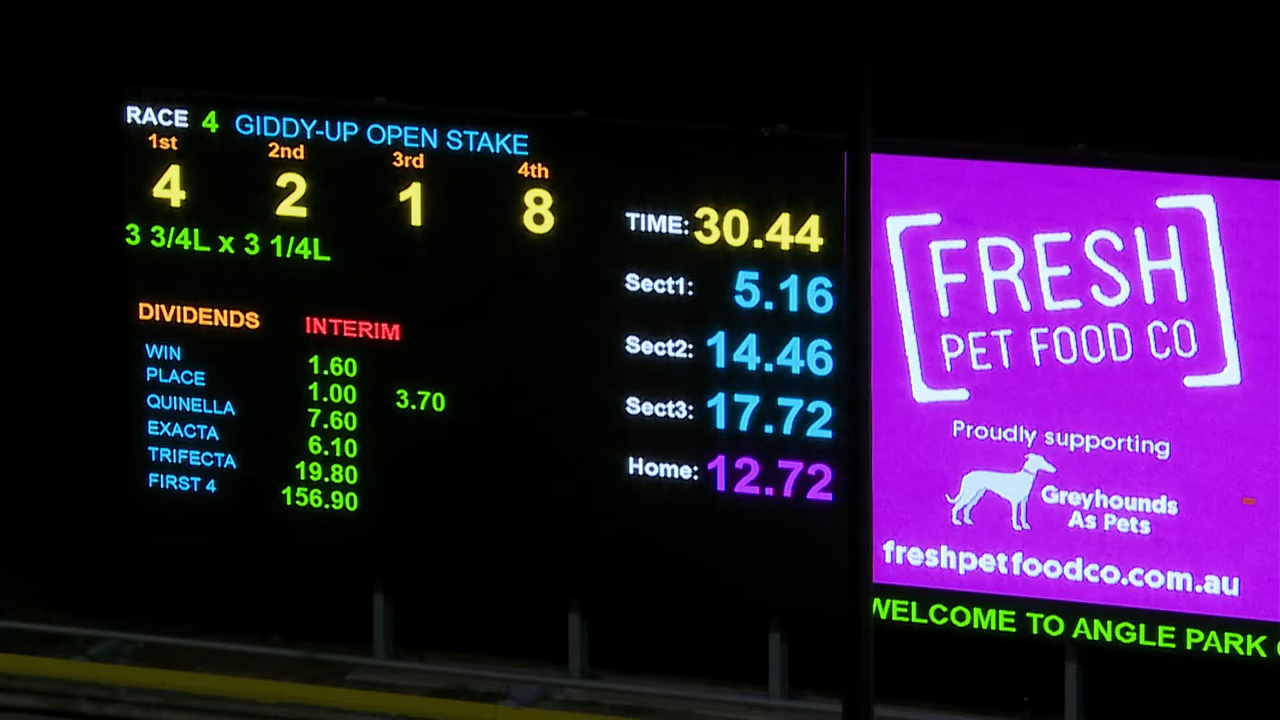 RACE 4 GIDDY-UP OPEN STAKE
1st 2nd 3rd 4th
4 2 1 8
3 3/4L x 3 1/4L
DIVIDENDS INTERIM
WIN 1.60
PLACE 1.00 3.70
QUINELLA 7.60
EXACTA 6.10
TRIFECTA 19.80
FIRST 4 156.90
TIME: 30.44
Sect1: 5.16
Sect2: 14.46
Sect3: 17.72
Home: 12.72
FRESH
PET FOOD CO
Proudly supporting
Greyhounds
As Pets
freshpetfoodco.com.au
WELCOME TO ANGLE PARK